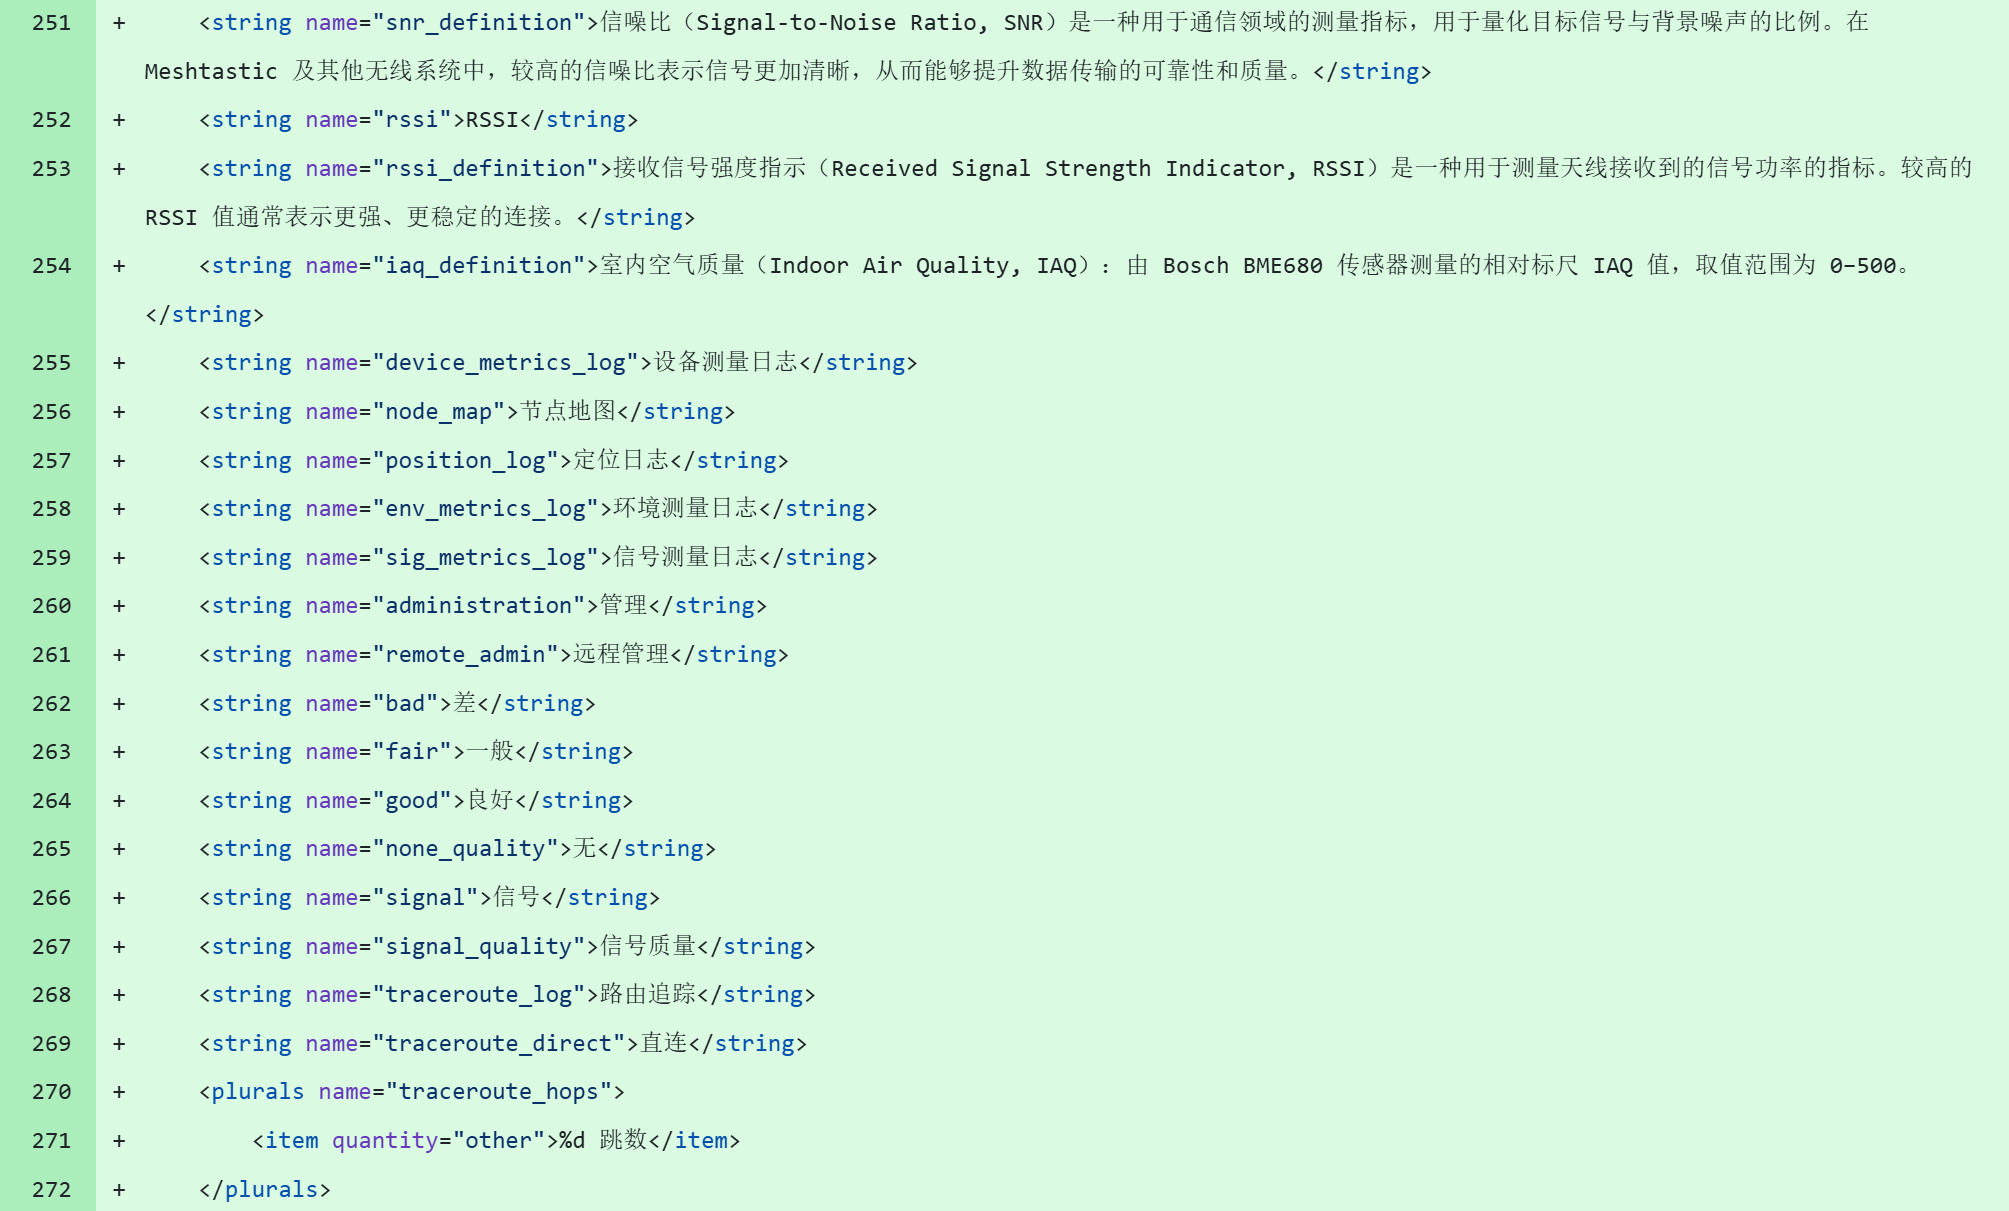 251 + <string name="snr_definition">信噪比（Signal-to-Noise Ratio, SNR）是一种用于通信领域的测量指标，用于量化目标信号与背景噪声的比例。在
Meshtastic 及其他无线系统中，较高的信噪比表示信号更加清晰，从而能够提升数据传输的可靠性和质量。</string>
252 + <string name="rssi">RSSI</string>
253 + <string name="rssi_definition">接收信号强度指示（Received Signal Strength Indicator, RSSI）是一种用于测量天线接收到的信号功率的指标。较高的
RSSI 值通常表示更强、更稳定的连接。</string>
254 + <string name="iaq_definition">室内空气质量（Indoor Air Quality, IAQ）：由 Bosch BME680 传感器测量的相对标尺 IAQ 值，取值范围为 0–500。
</string>
255 + <string name="device_metrics_log">设备测量日志</string>
256 + <string name="node_map">节点地图</string>
257 + <string name="position_log">定位日志</string>
258 + <string name="env_metrics_log">环境测量日志</string>
259 + <string name="sig_metrics_log">信号测量日志</string>
260 + <string name="administration">管理</string>
261 + <string name="remote_admin">远程管理</string>
262 + <string name="bad">差</string>
263 + <string name="fair">一般</string>
264 + <string name="good">良好</string>
265 + <string name="none_quality">无</string>
266 + <string name="signal">信号</string>
267 + <string name="signal_quality">信号质量</string>
268 + <string name="traceroute_log">路由追踪</string>
269 + <string name="traceroute_direct">直连</string>
270 + <plurals name="traceroute_hops">
271 + <item quantity="other">%d 跳数</item>
272 + </plurals>